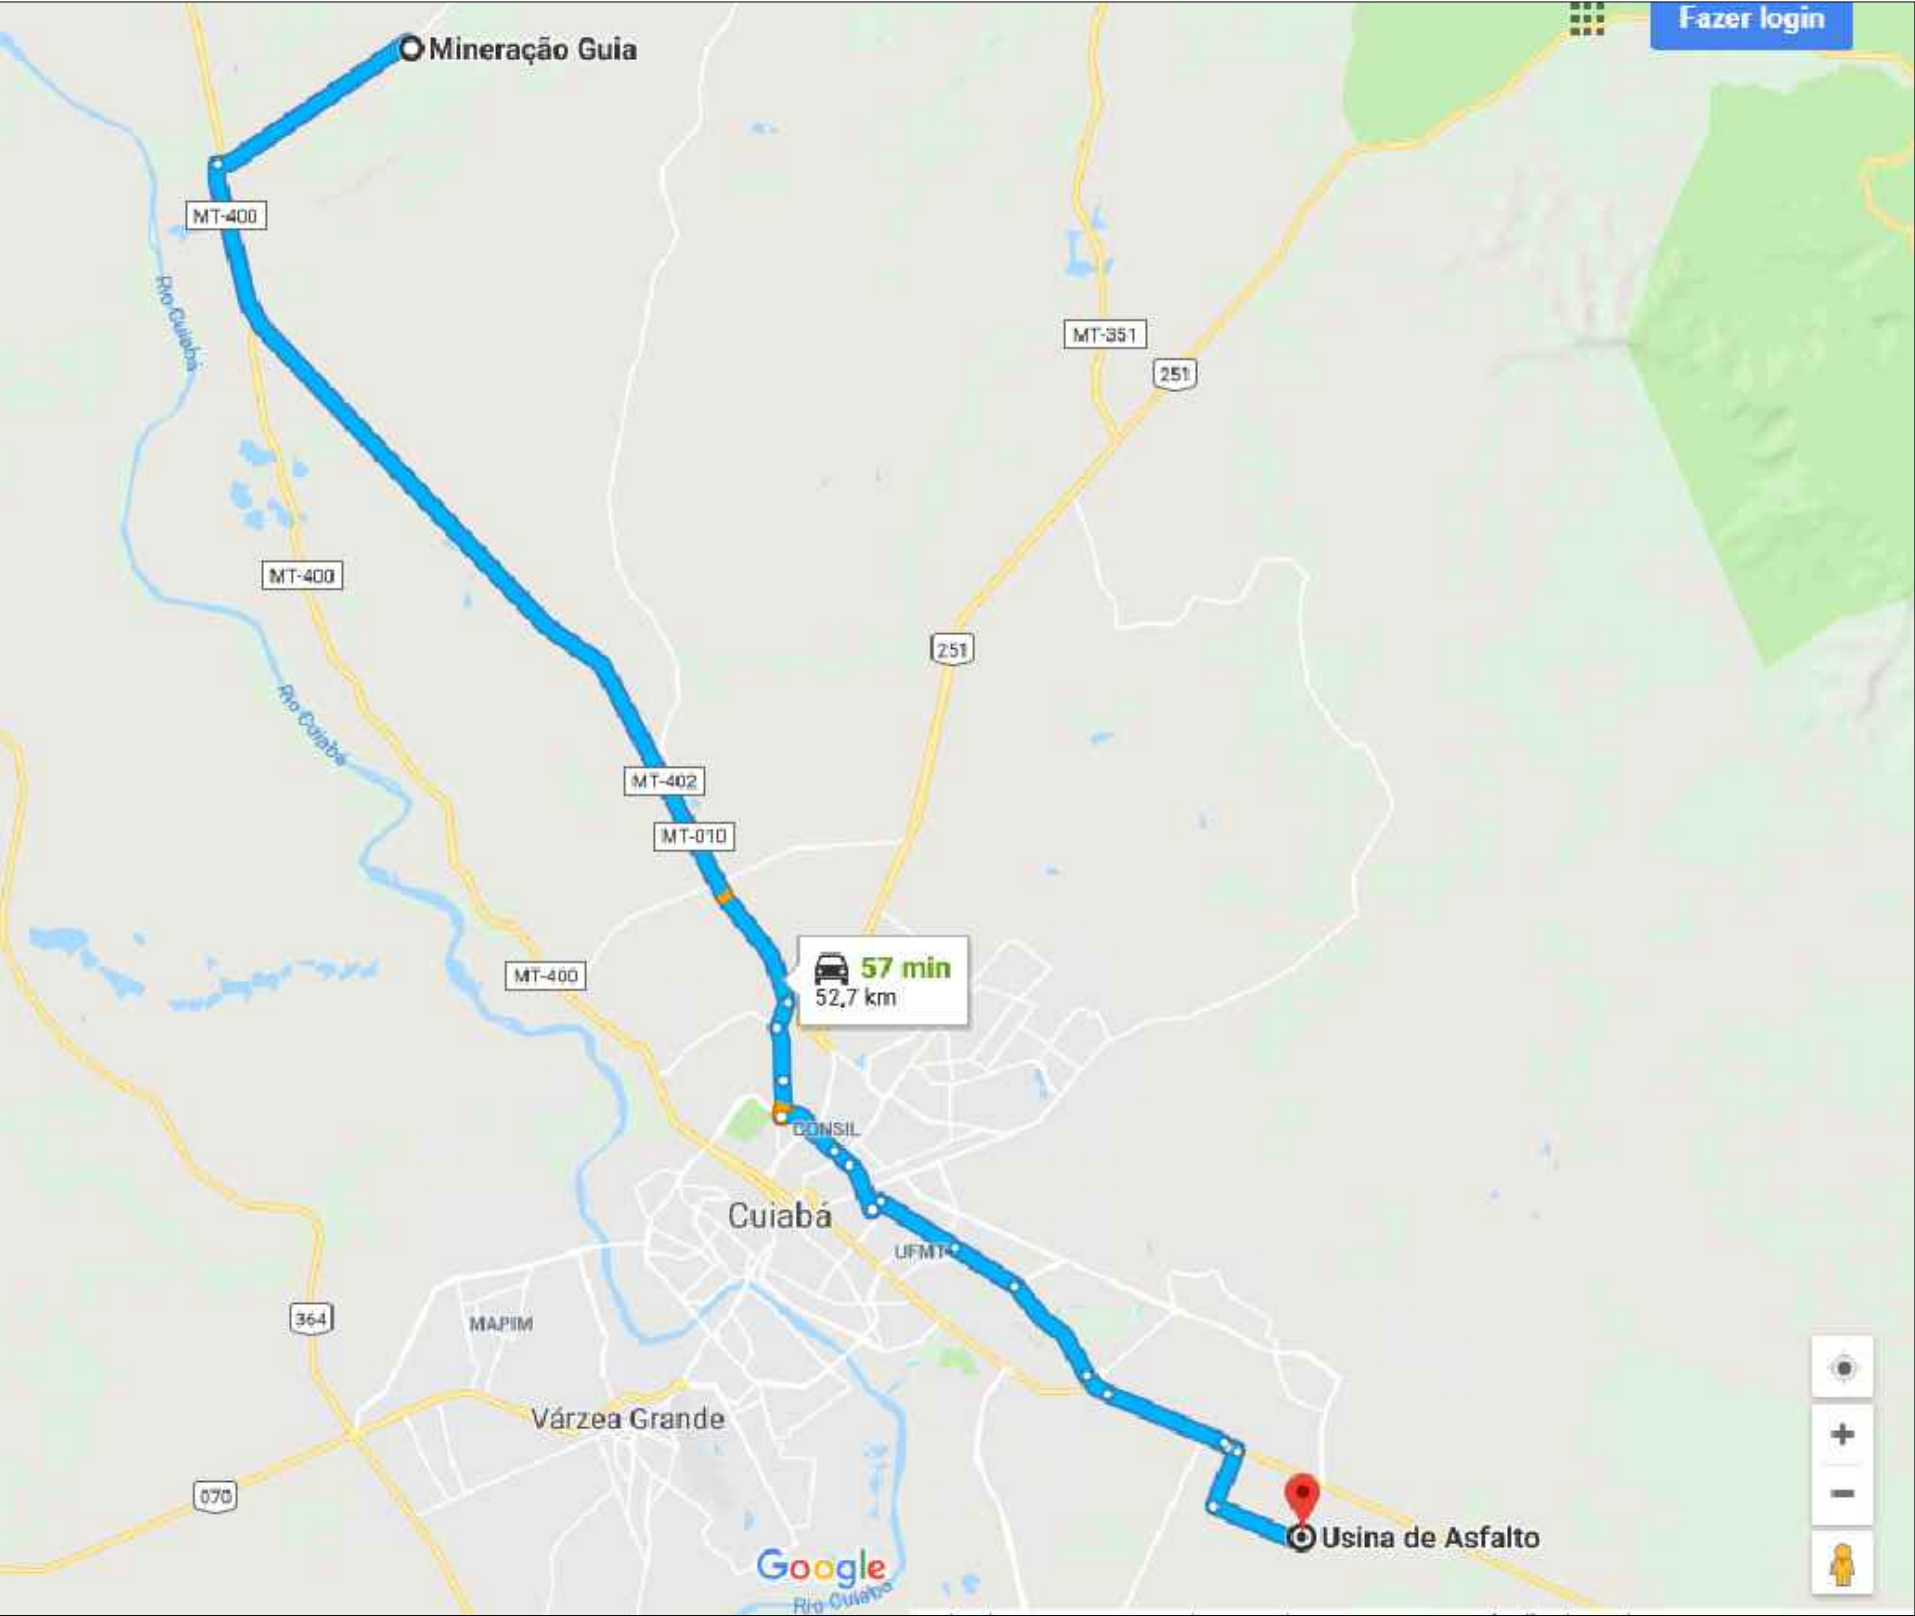 Fazer login
Mineração Guia
MT-400
Rio Cuiabá
MT-351
251
MT-400
251
Rio Cuiabá
MT-402
MT-010
57 min
52,7 km
MT-400
CONSIL
Cuiabá
UFMT
364
MAPIM
Várzea Grande
070
Usina de Asfalto
Google
Rio Cuiabá